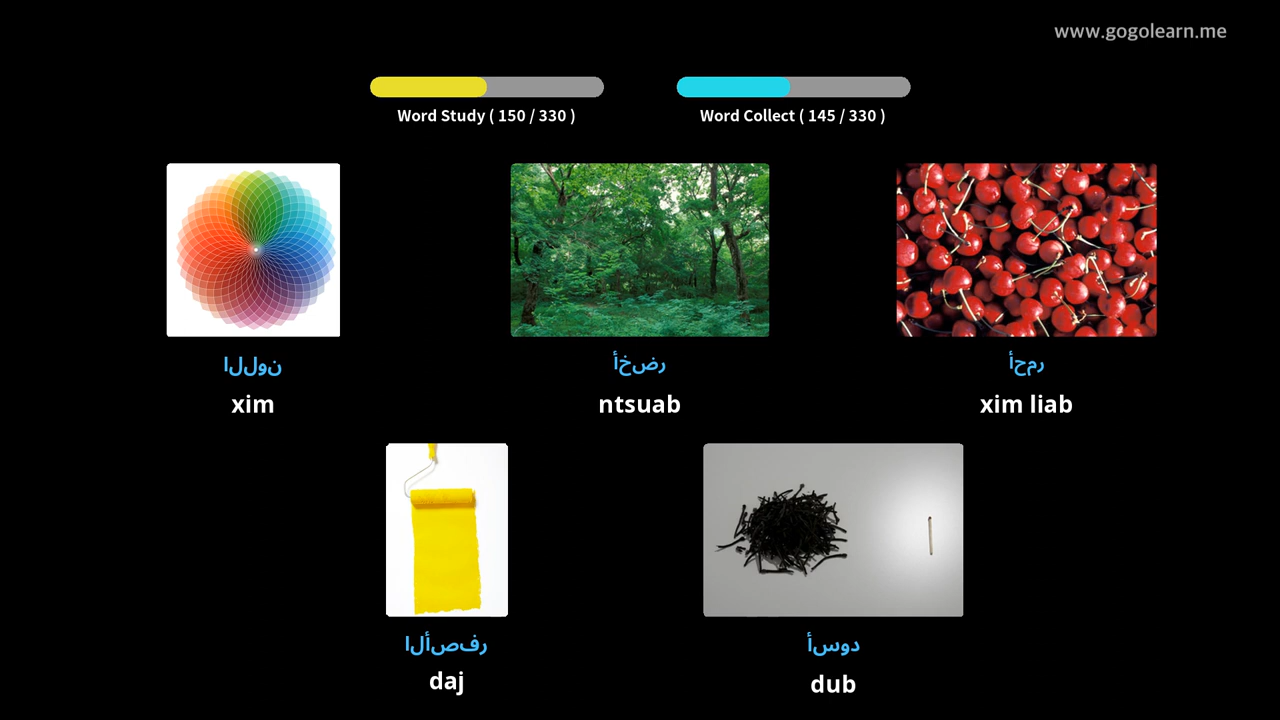 www.gogolearn.me
Word Study ( 150 / 330 )
Word Collect ( 145 / 330 )
اللون
أخضر
أحمر
xim
ntsuab
xim liab
الأصفر
أسود
daj
dub